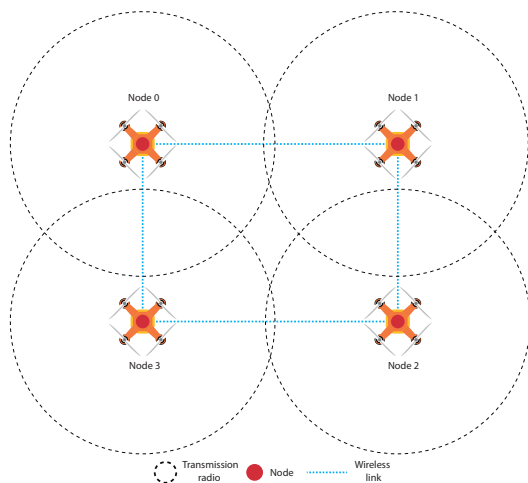 Node 0
Node 1
Node 3
Node 2
Transmission
radio
Node
Wireless
link